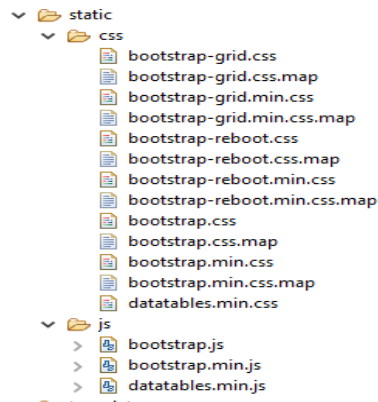 static
css
bootstrap-grid.css
bootstrap-grid.css.map
bootstrap-grid.min.css
bootstrap-grid.min.css.map
bootstrap-reboot.css
bootstrap-reboot.css.map
bootstrap-reboot.min.css
bootstrap-reboot.min.css.map
bootstrap.css
bootstrap.css.map
bootstrap.min.css
bootstrap.min.css.map
datatables.min.css
js
bootstrap.js
bootstrap.min.js
datatables.min.js